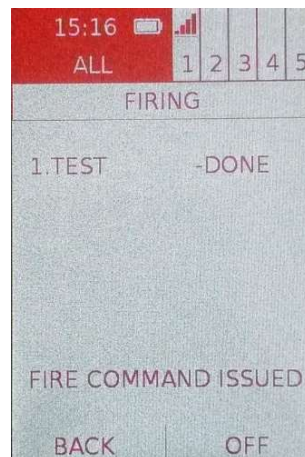 15:16
ALL 1 2 3 4 5
FIRING
1.TEST -DONE
FIRE COMMAND ISSUED
BACK OFF